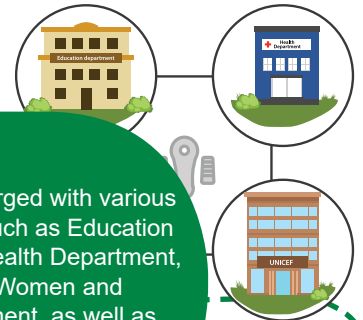 Education department
Health
Department
UNICEF
rged with various
uch as Education
ealth Department,
Women and
ment, as well as